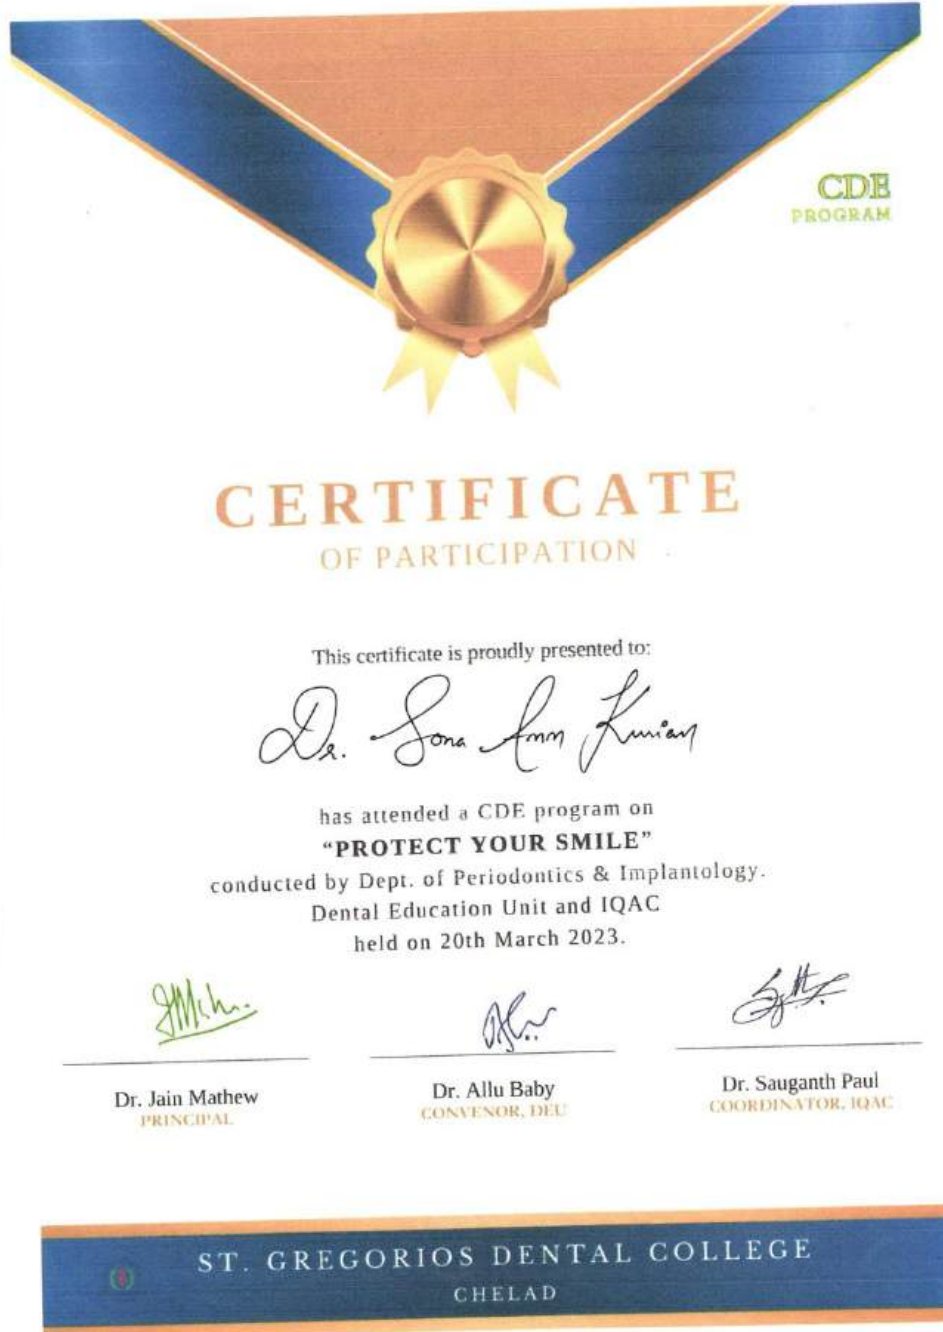 CDE
PROGRAM
CERTIFICATE
OF PARTICIPATION
This certificate is proudly presented to:
Dr. Sona Ann Kurian
has attended a CDE program on
“PROTECT YOUR SMILE”
conducted by Dept. of Periodontics & Implantology.
Dental Education Unit and IQAC
held on 20th March 2023.
Dr. Jain Mathew
PRINCIPAL
Dr. Allu Baby
CONVENOR, DEU
Dr. Sauganth Paul
COORDINATOR, IQAC
ST. GREGORIOS DENTAL COLLEGE
CHELAD